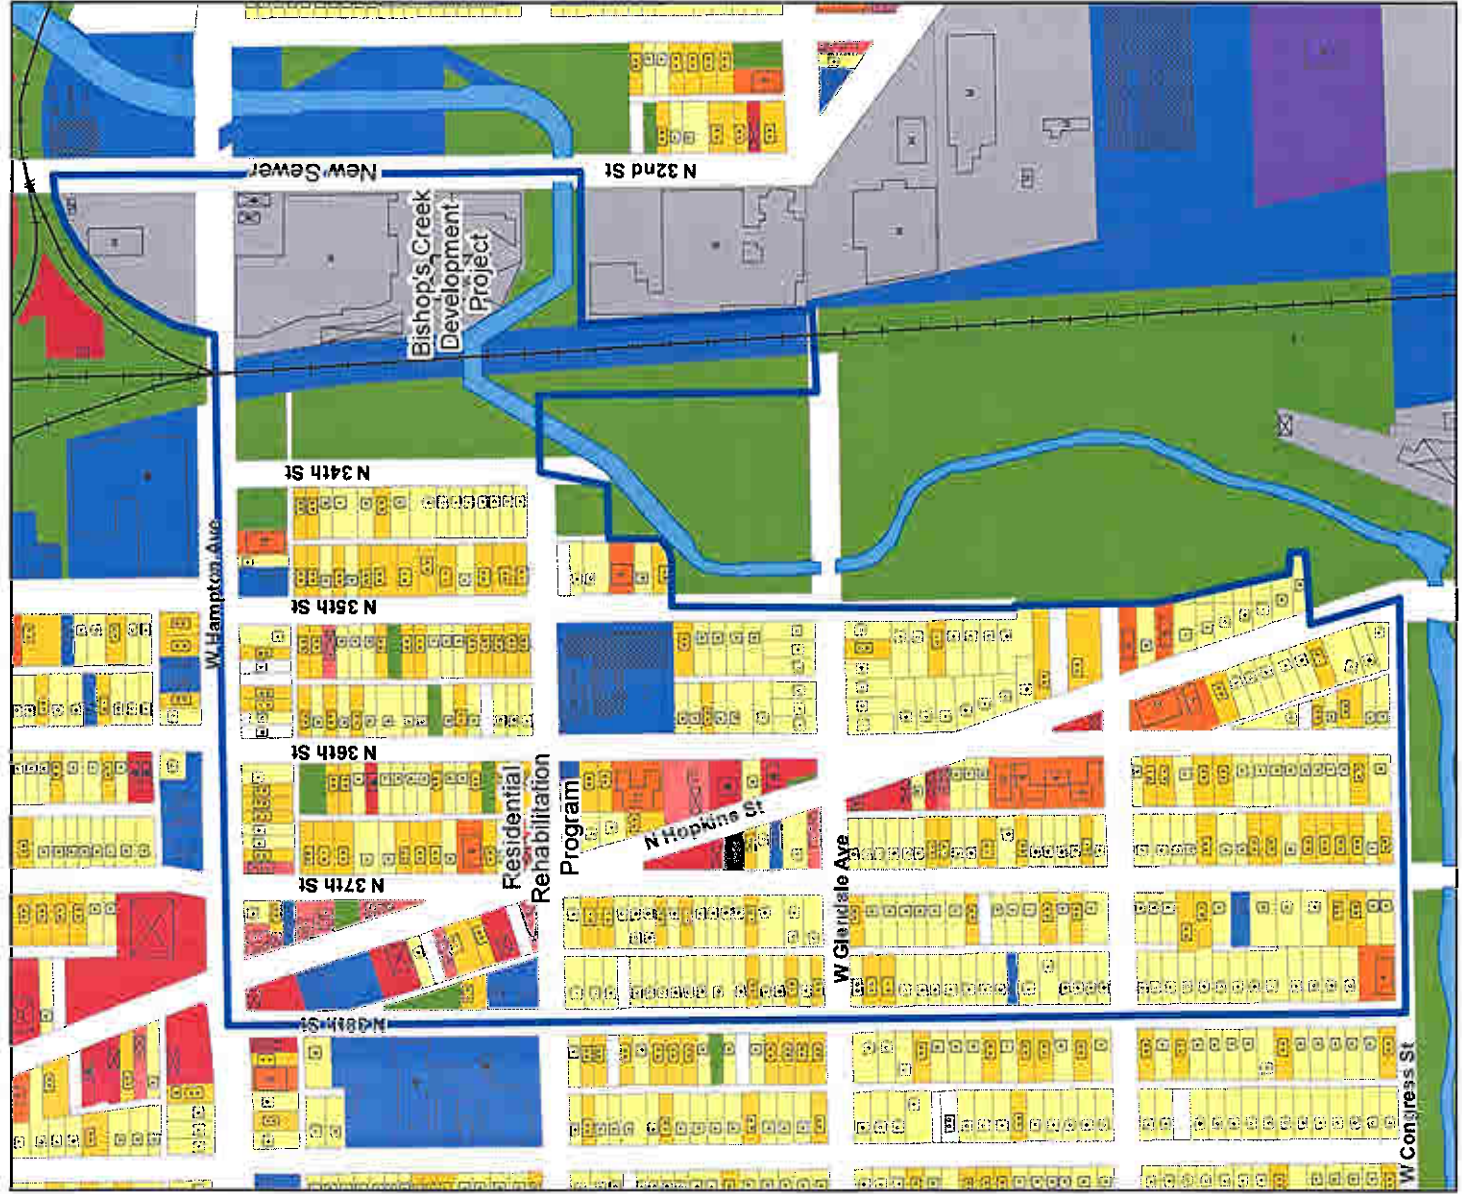 New Sewer
N 32nd St
Bishop's Creek
Development
Project
N 34th St
W Hampton Ave
N 35th St
N 36th St
Residential
Rehabilitation
Program
N Hopkins St
N 37th St
W Glendale Ave
N 38th St
W Congress St